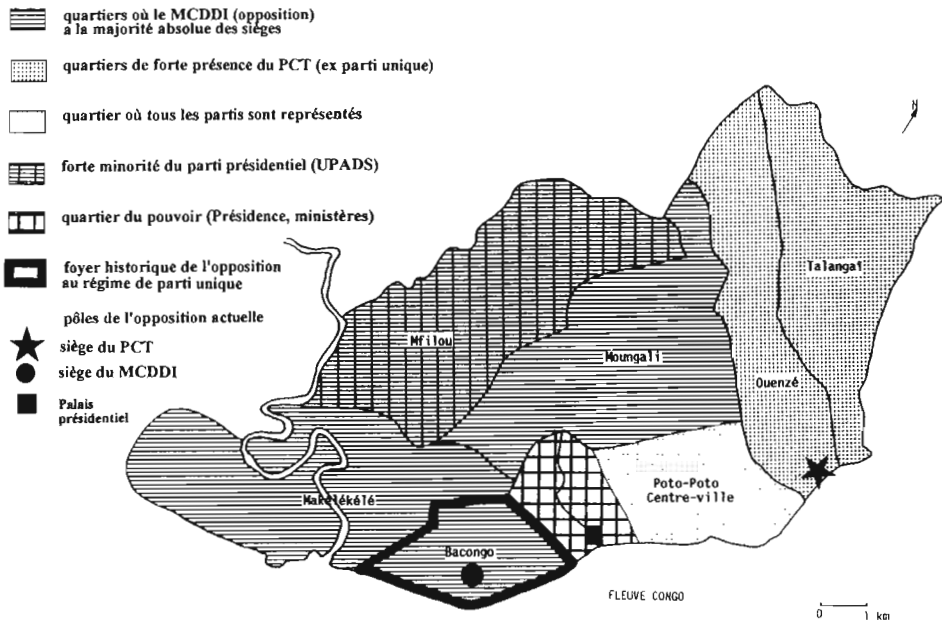 quartiers où le MCDDI (opposition)
a la majorité absolue des sièges
quartiers de forte présence du PCT (ex parti unique)
quartier où tous les partis sont représentés
forte minorité du parti présidentiel (UPADS)
quartier du pouvoir (Présidence, ministères)
foyer historique de l'opposition
au régime de parti unique
pôles de l'opposition actuelle
siège du PCT
siège du MCDDI
Palais
présidentiel
N
Talangaï
Mfilou
Moungali
Ouenzé
Poto-Poto
Centre-ville
Makélékélé
Bacongo
FLEUVE CONGO
0 1 km